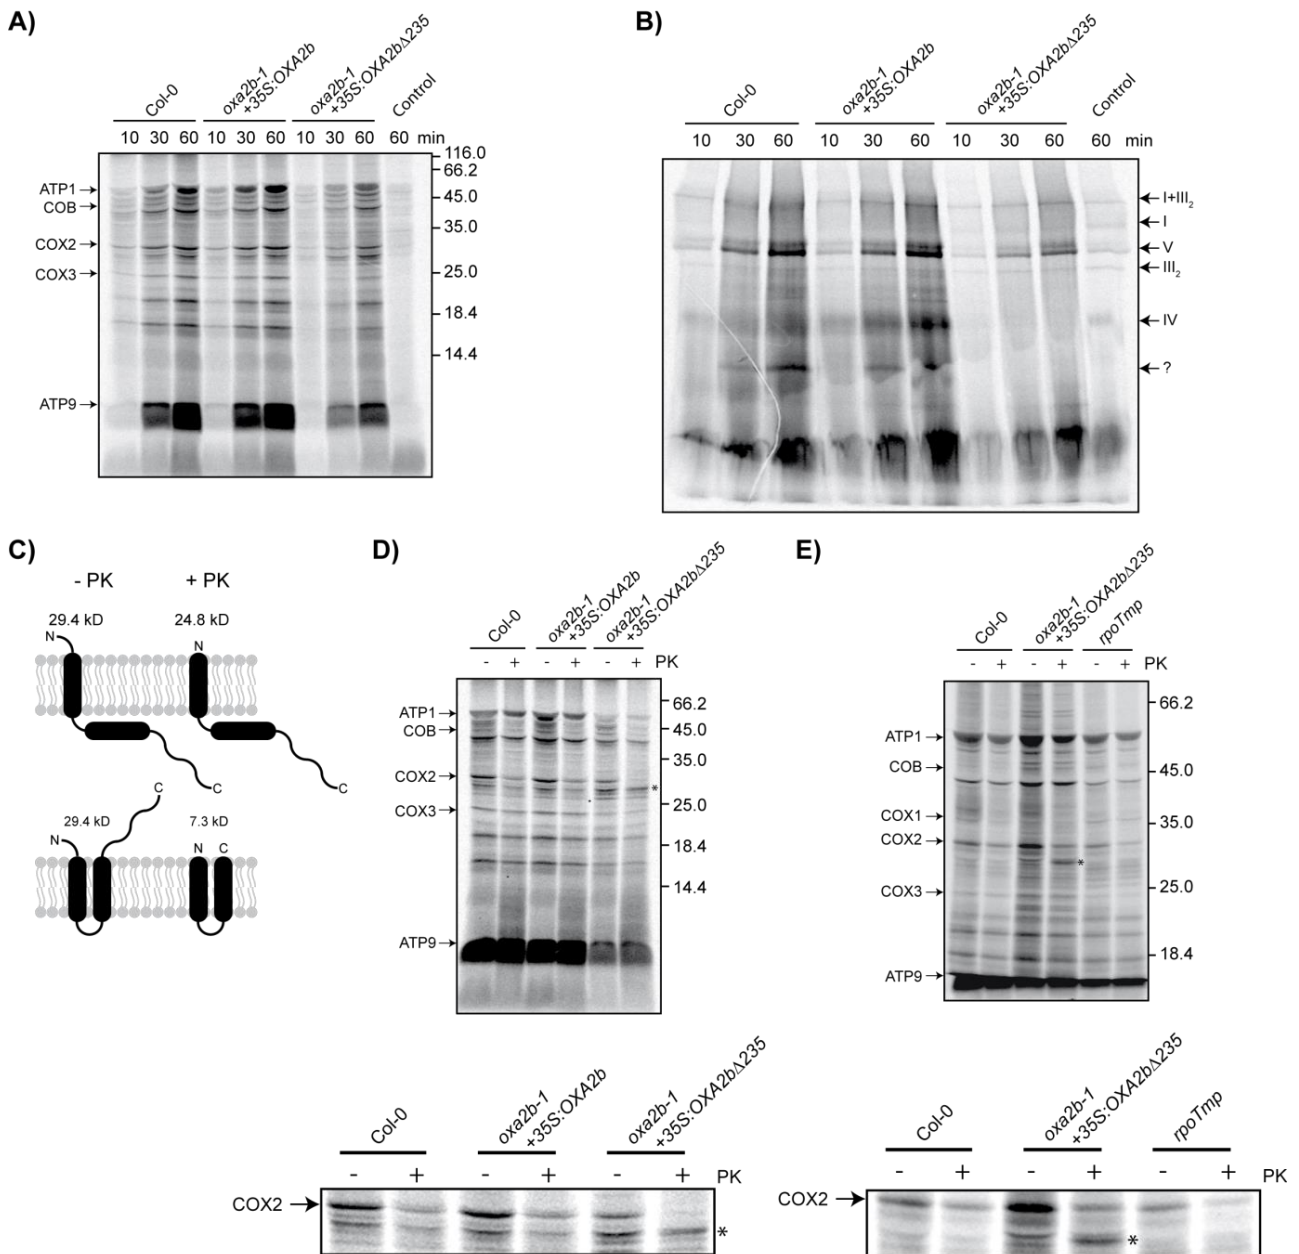 A)
Col-0
oxa2b-1
+35S:OXA2b
oxa2b-1
+35S:OXA2bΔ235
Control
10 30 60 10 30 60 10 30 60 60 min
116.0
66.2
45.0
35.0
25.0
18.4
14.4
ATP1
COB
COX2
COX3
ATP9
B)
Col-0
oxa2b-1
+35S:OXA2b
oxa2b-1
+35S:OXA2bΔ235
Control
10 30 60 10 30 60 10 30 60 60 min
I+III₂
I
V
III₂
IV
?
C)
- PK + PK
29.4 kD 24.8 kD
N N
C C
C
29.4 kD 7.3 kD
N N C
D)
Col-0
oxa2b-1
+35S:OXA2b
oxa2b-1
+35S:OXA2bΔ235
- + - + - + PK
ATP1
COB
COX2
COX3
ATP9
66.2
45.0
35.0
*
25.0
18.4
14.4
E)
Col-0
oxa2b-1
+35S:OXA2bΔ235
rpoTmp
- + - + - + PK
ATP1
COB
COX1
COX2
COX3
ATP9
66.2
45.0
35.0
*
25.0
18.4
Col-0
oxa2b-1
+35S:OXA2b
oxa2b-1
+35S:OXA2bΔ235
- + - + - + PK
COX2
*
Col-0
oxa2b-1
+35S:OXA2bΔ235
rpoTmp
- + - + - + PK
COX2
*